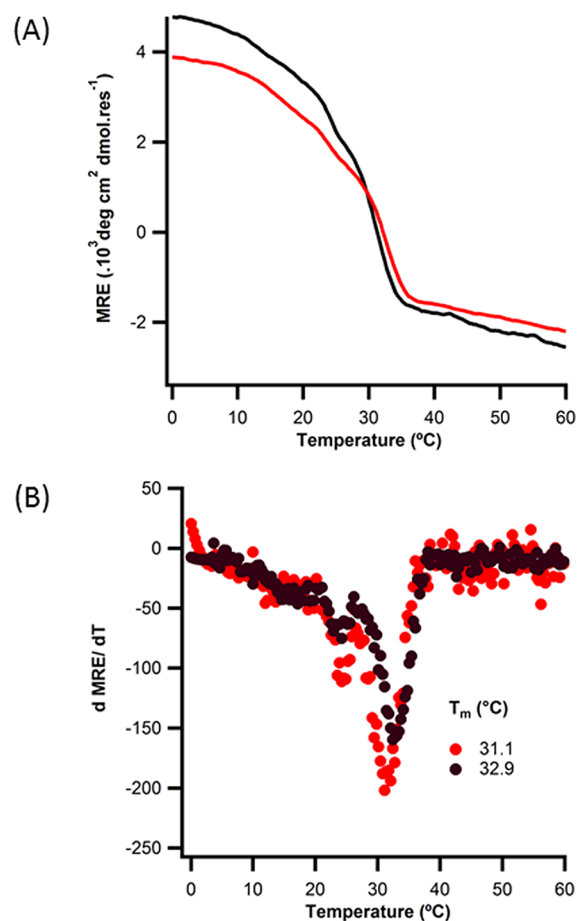 (A)
4
2
0
-2
MRE (.10³deg cm² dmol.res⁻¹)
0 10 20 30 40 50 60
Temperature (ºC)
(B)
50
0
-50
-100
-150
-200
-250
d MRE/ dT
Tm (°C)
31.1
32.9
0 10 20 30 40 50 60
Temperature (ºC)